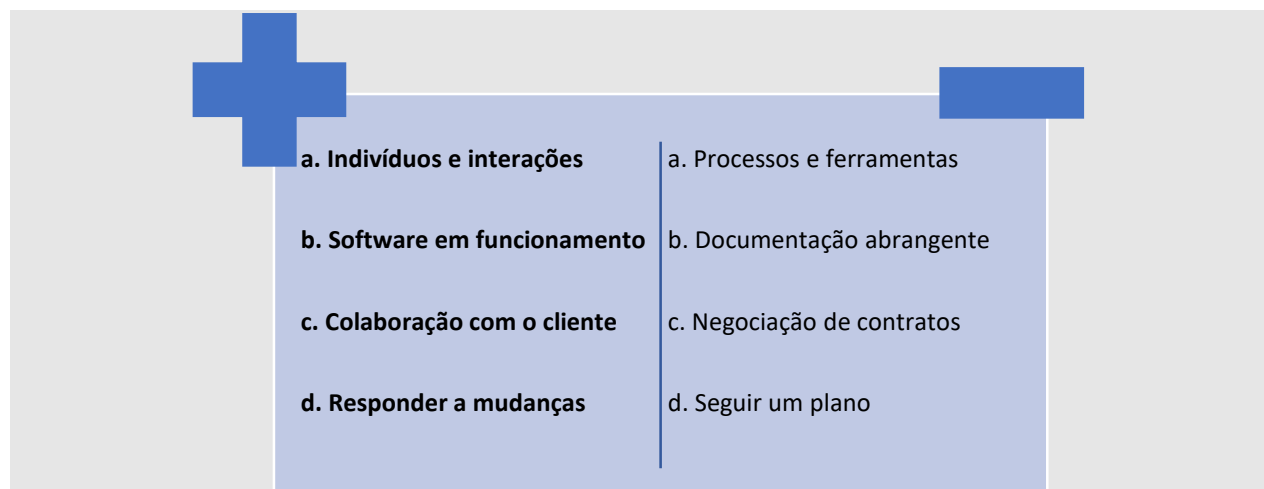 a. Indivíduos e interações
a. Processos e ferramentas
b. Software em funcionamento
b. Documentação abrangente
c. Colaboração com o cliente
c. Negociação de contratos
d. Responder a mudanças
d. Seguir um plano